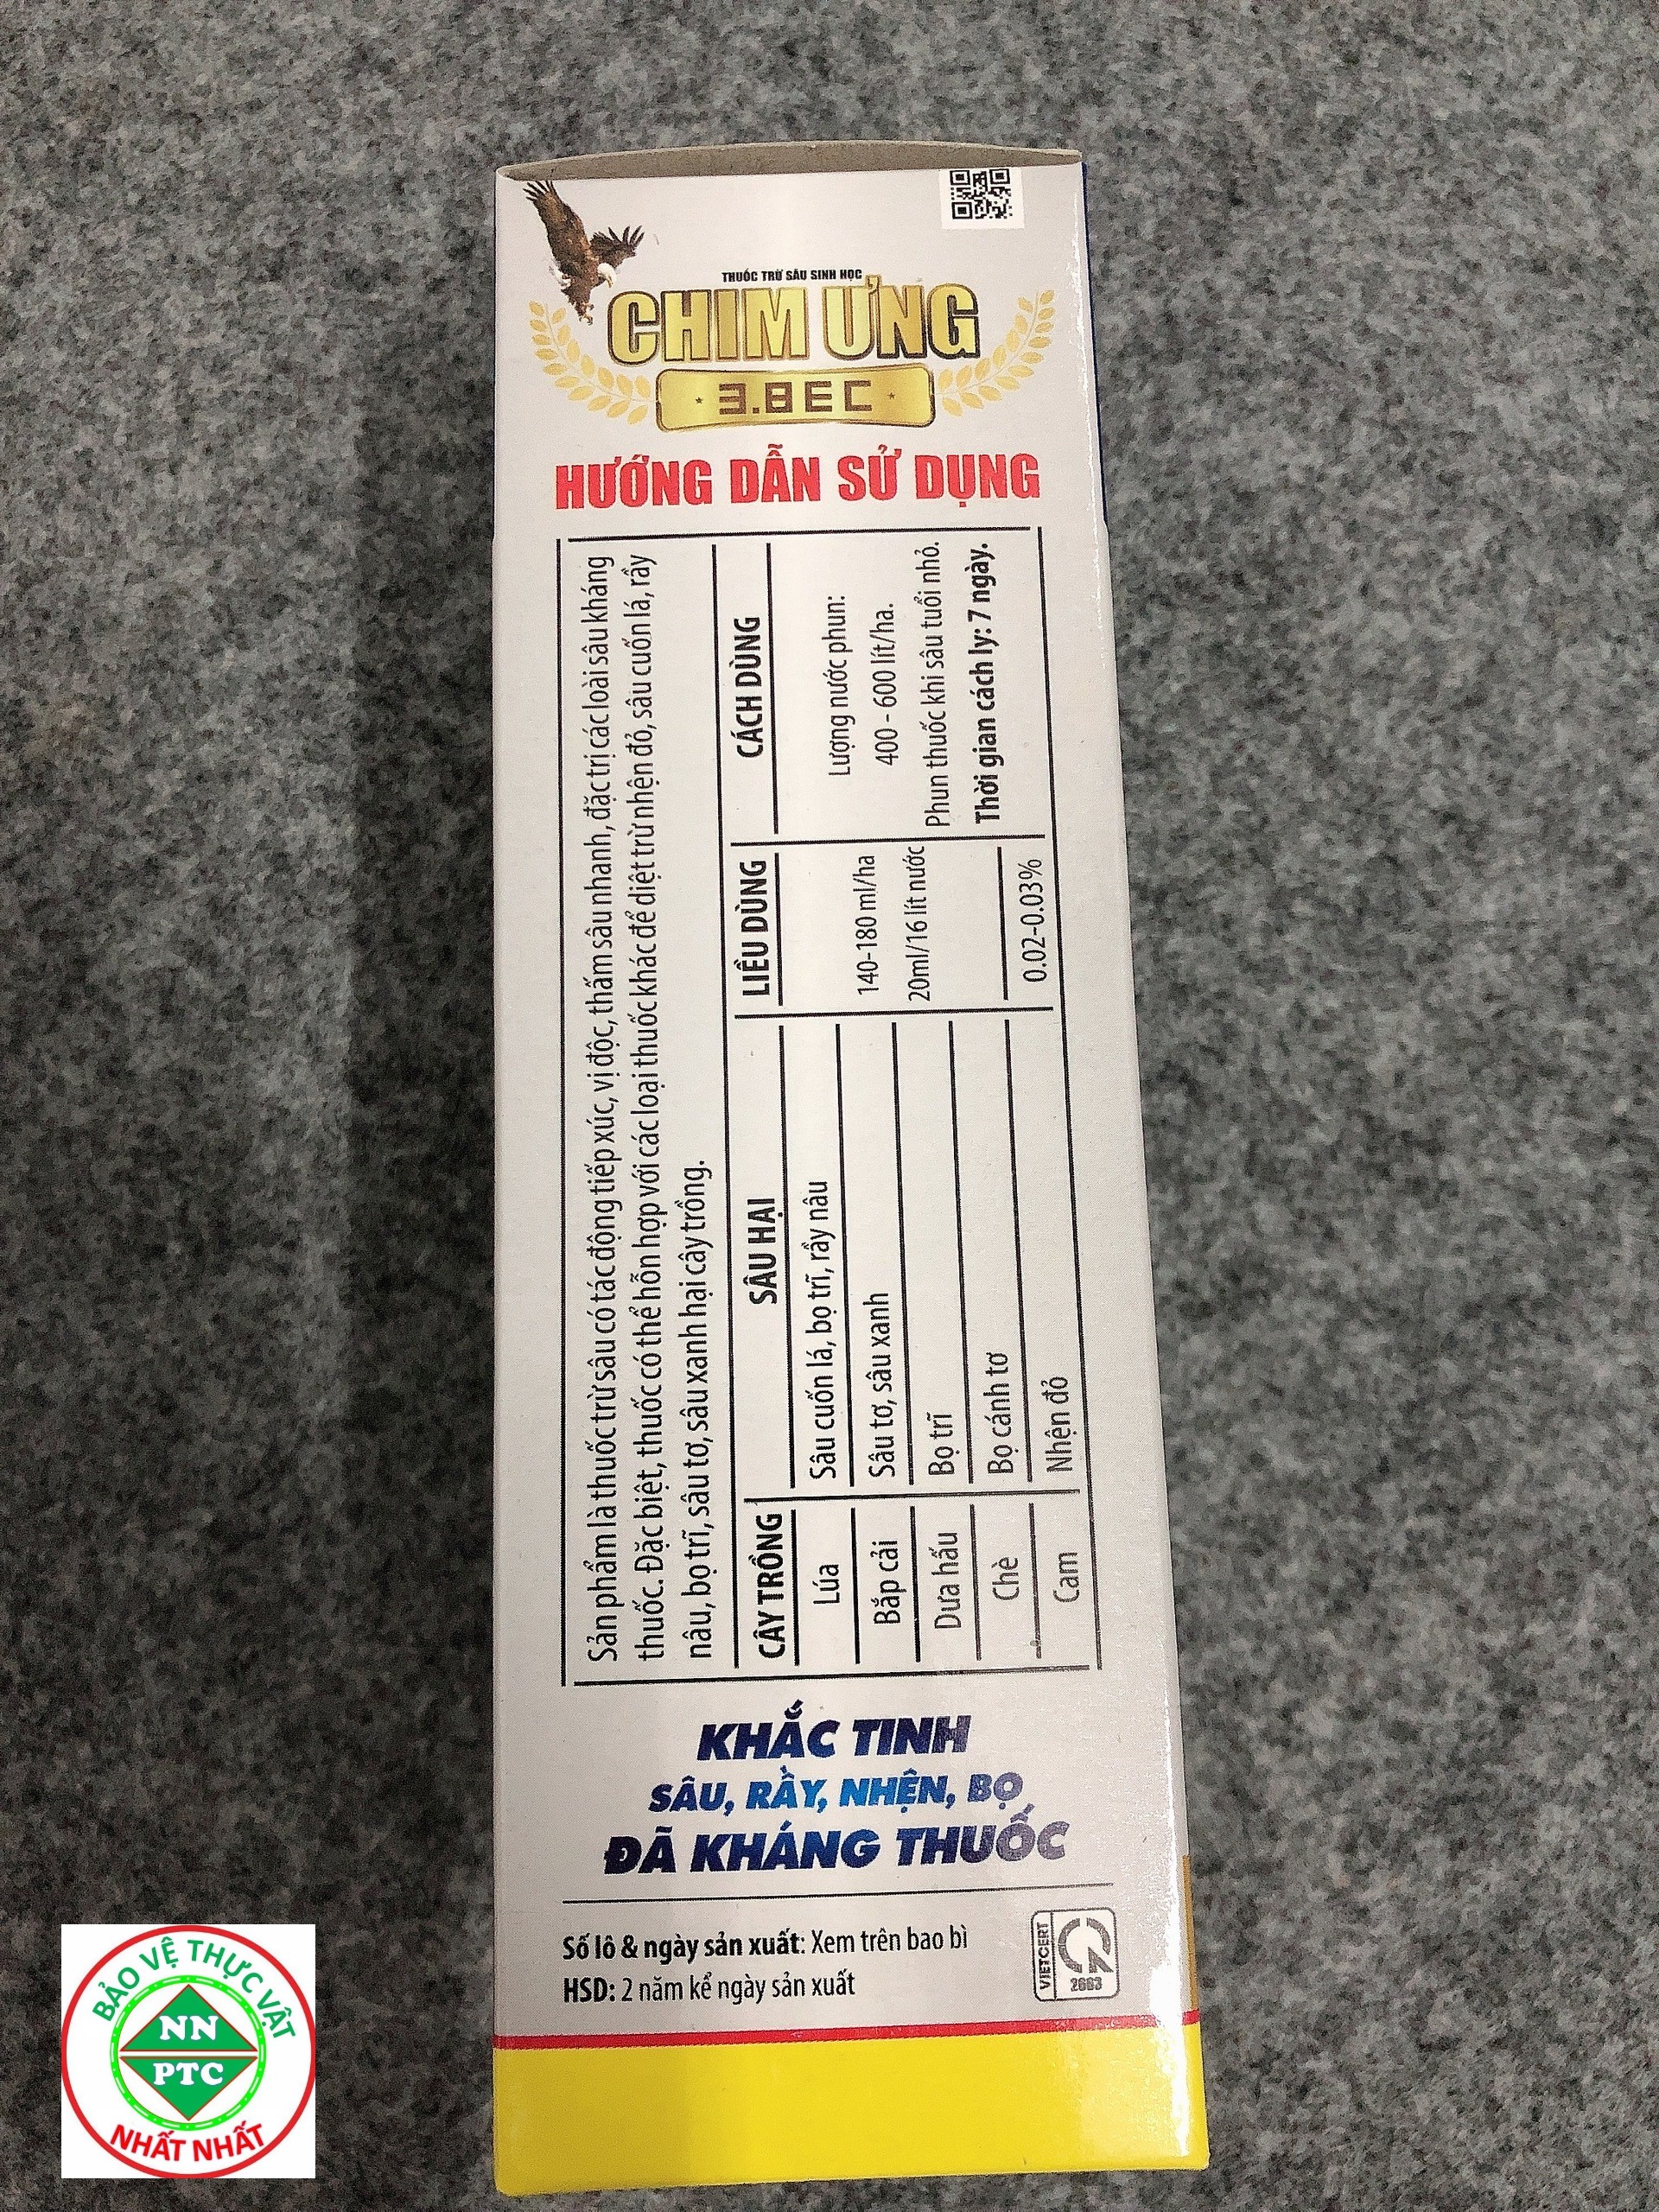 THUỐC TRỪ SÂU SINH HỌC
CHIM ƯNG
3.8EC
HƯỚNG DẪN SỬ DỤNG
Sản phẩm là thuốc trừ sâu có tác động tiếp xúc, vị độc, thấm sâu nhanh, đặc trị các loài sâu kháng
thuốc. Đặc biệt, thuốc có thể hỗn hợp với các loại thuốc khác để diệt trừ nhện đỏ, sâu cuốn lá, rầy
nâu, bọ trĩ, sâu tơ, sâu xanh hại cây trồng.
CÂY TRỒNG SÂU HẠI LIỀU DÙNG CÁCH DÙNG
Lúa Sâu cuốn lá, bọ trĩ, rầy nâu
Bắp cải Sâu tơ, sâu xanh
Dưa hấu Bọ trĩ
Chè Bọ cánh tơ
Cam Nhện đỏ
140-180 ml/ha
20ml/16 lít nước
0.02-0.03%
Lượng nước phun:
400 - 600 lít/ha.
Phun thuốc khi sâu tuổi nhỏ.
Thời gian cách ly: 7 ngày.
KHẮC TINH
SÂU, RẦY, NHỆN, BỌ
ĐÃ KHÁNG THUỐC
Số lô & ngày sản xuất: Xem trên bao bì
HSD: 2 năm kể ngày sản xuất
VIETCERT
2663
BẢO VỆ THỰC VẬT
NN
PTC
NHẤT NHẤT